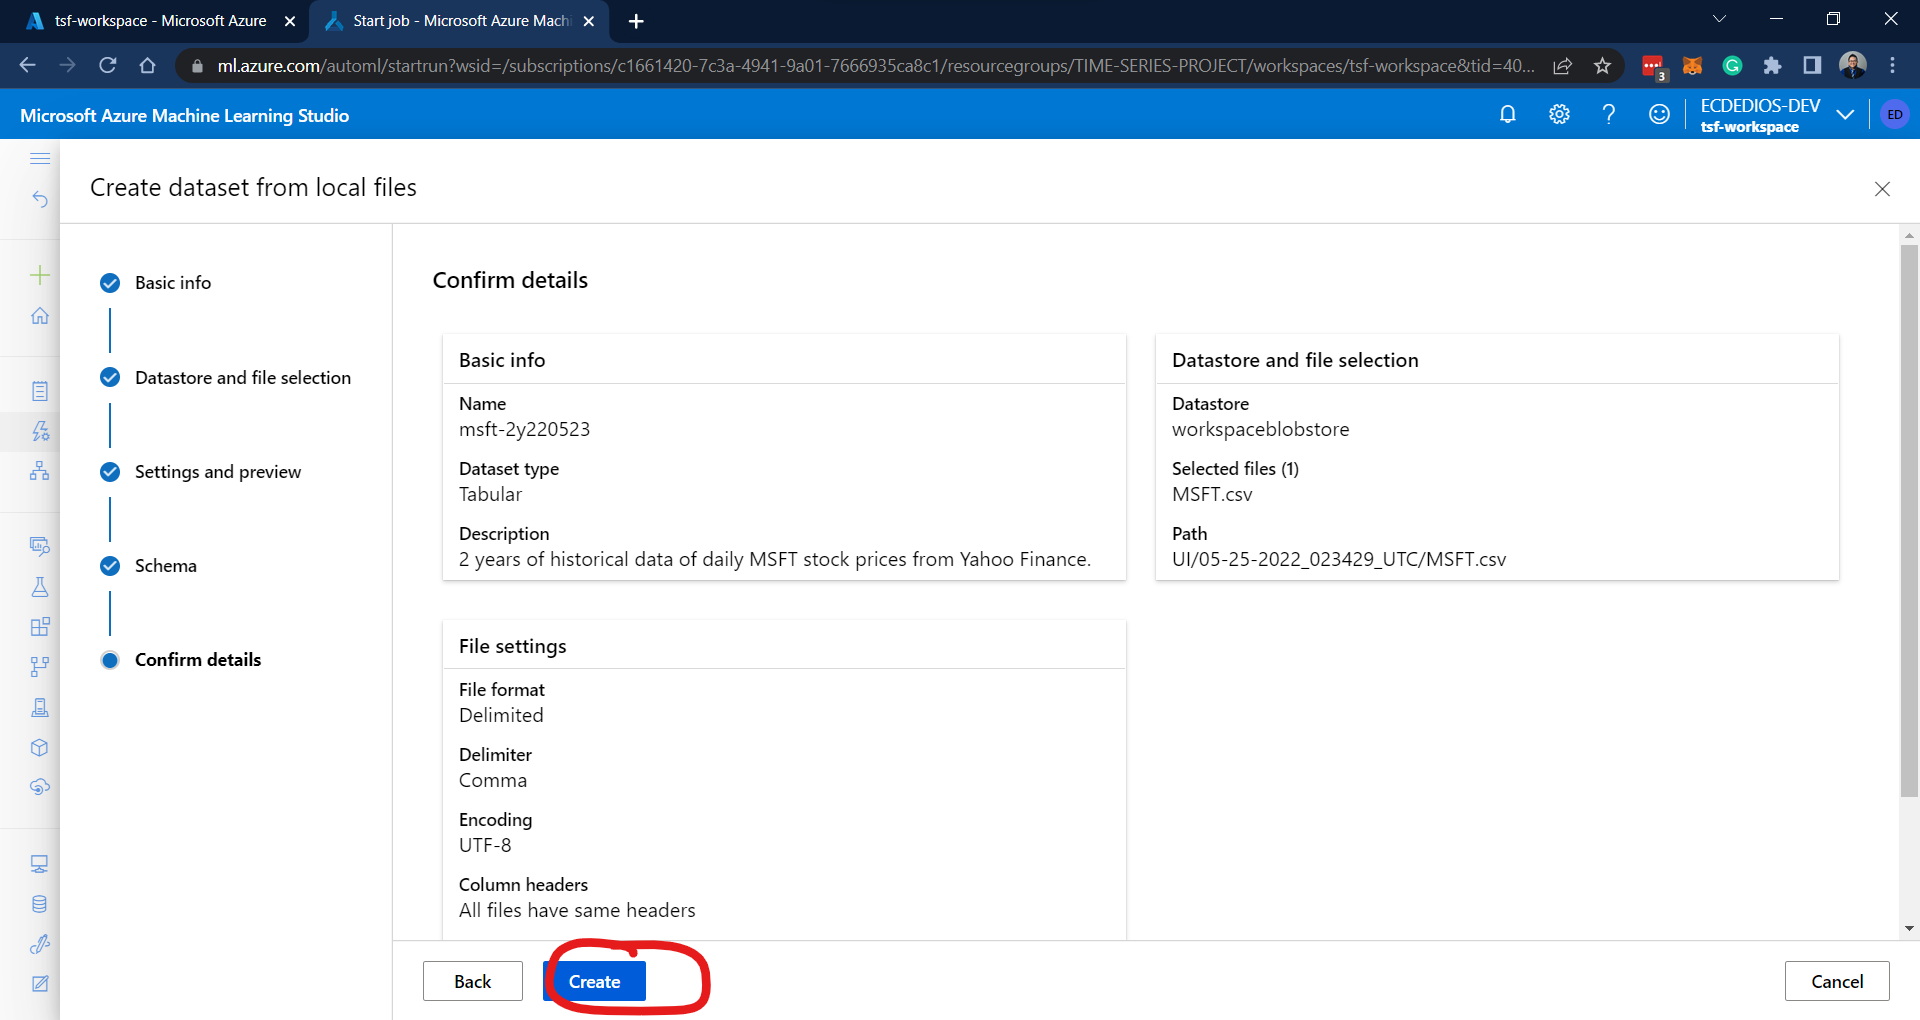 tsf-workspace - Microsoft Azure
Start job - Microsoft Azure Machi
ml.azure.com/automl/startrun?wsid=/subscriptions/c1661420-7c3a-4941-9a01-7666935ca8c1/resourcegroups/TIME-SERIES-PROJECT/workspaces/tsf-workspace&tid=40...
3
Microsoft Azure Machine Learning Studio
ECDEDIOS-DEV
tsf-workspace
ED
Create dataset from local files
Basic info
Datastore and file selection
Settings and preview
Schema
Confirm details
Confirm details
Basic info
Name
msft-2y220523
Dataset type
Tabular
Description
2 years of historical data of daily MSFT stock prices from Yahoo Finance.
Datastore and file selection
Datastore
workspaceblobstore
Selected files (1)
MSFT.csv
Path
UI/05-25-2022_023429_UTC/MSFT.csv
File settings
File format
Delimited
Delimiter
Comma
Encoding
UTF-8
Column headers
All files have same headers
Back
Create
Cancel